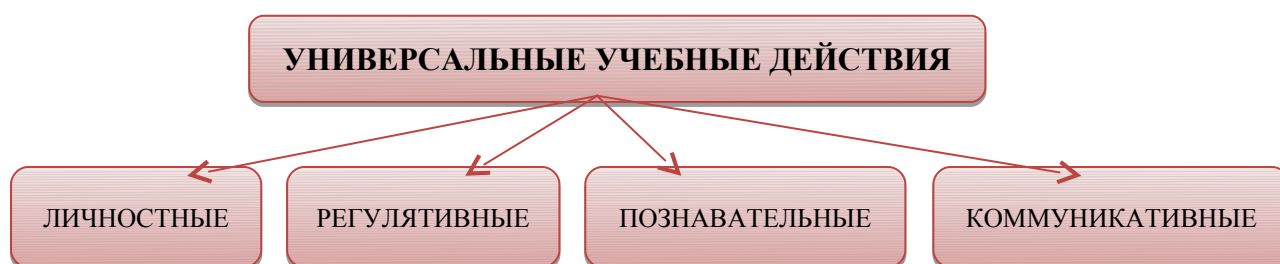 УНИВЕРСАЛЬНЫЕ УЧЕБНЫЕ ДЕЙСТВИЯ
ЛИЧНОСТНЫЕ
РЕГУЛЯТИВНЫЕ
ПОЗНАВАТЕЛЬНЫЕ
КОММУНИКАТИВНЫЕ